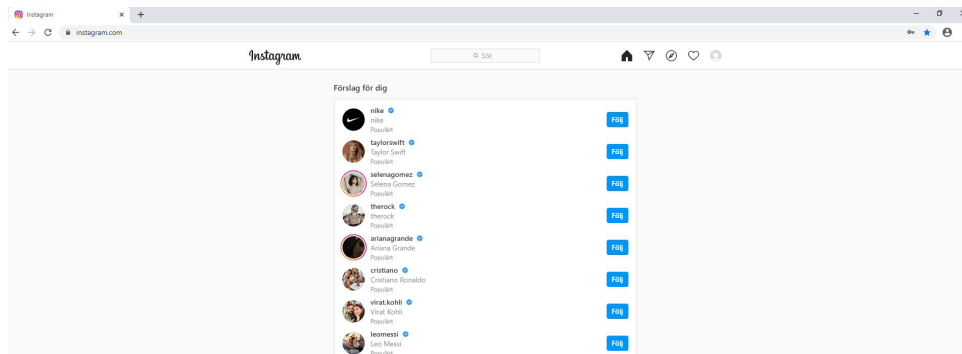 Instagram
instagram.com
Instagram
Sök
Förslag för dig
nike
nike
Populärt
Följ
taylorswift
Taylor Swift
Populärt
Följ
selenagomez
Selena Gomez
Populärt
Följ
therock
therock
Populärt
Följ
arianagrande
Ariana Grande
Populärt
Följ
cristiano
Cristiano Ronaldo
Populärt
Följ
virat.kohli
Virat Kohli
Populärt
Följ
leomessi
Leo Messi
Populärt
Följ